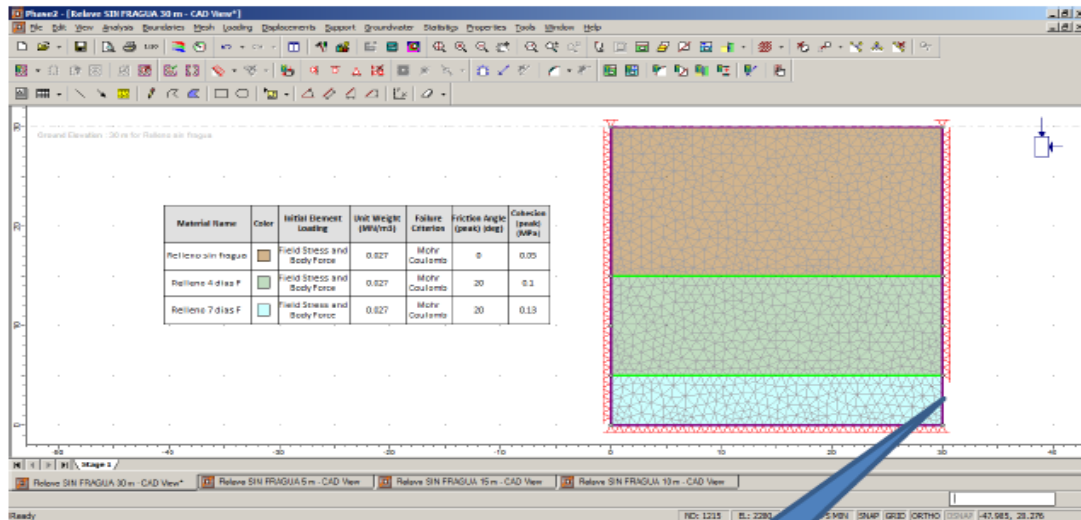 Phase2 - [Relave SIN FRAGUA 30 m - CAD View*]
File Edit View Analysis Boundaries Mesh Loading Displacements Support Groundwater Statistics Properties Tools Window Help
Ground Elevation : 30 m for Relleno sin fragua
Material Name Color Initial Element Loading Unit Weight (MN/m3) Failure Criterion Friction Angle (peak) (deg) Cohesion (peak) (MPa)
Relleno sin fragua Field Stress and Body Force 0.027 Mohr Coulomb 0 0.05
Relleno 4 dias F Field Stress and Body Force 0.027 Mohr Coulomb 20 0.1
Relleno 7 dias F Field Stress and Body Force 0.027 Mohr Coulomb 20 0.13
30
20
10
0
-50 -40 -30 -20 -10 0 10 20 30 40
Stage 1
Relave SIN FRAGUA 30 m - CAD View* Relave SIN FRAGUA 5 m - CAD View Relave SIN FRAGUA 15 m - CAD View Relave SIN FRAGUA 10 m - CAD View
Ready ND: 1215 EL: 2280 MIN SNAP GRID ORTHO OSNAP -47.985, 28.276